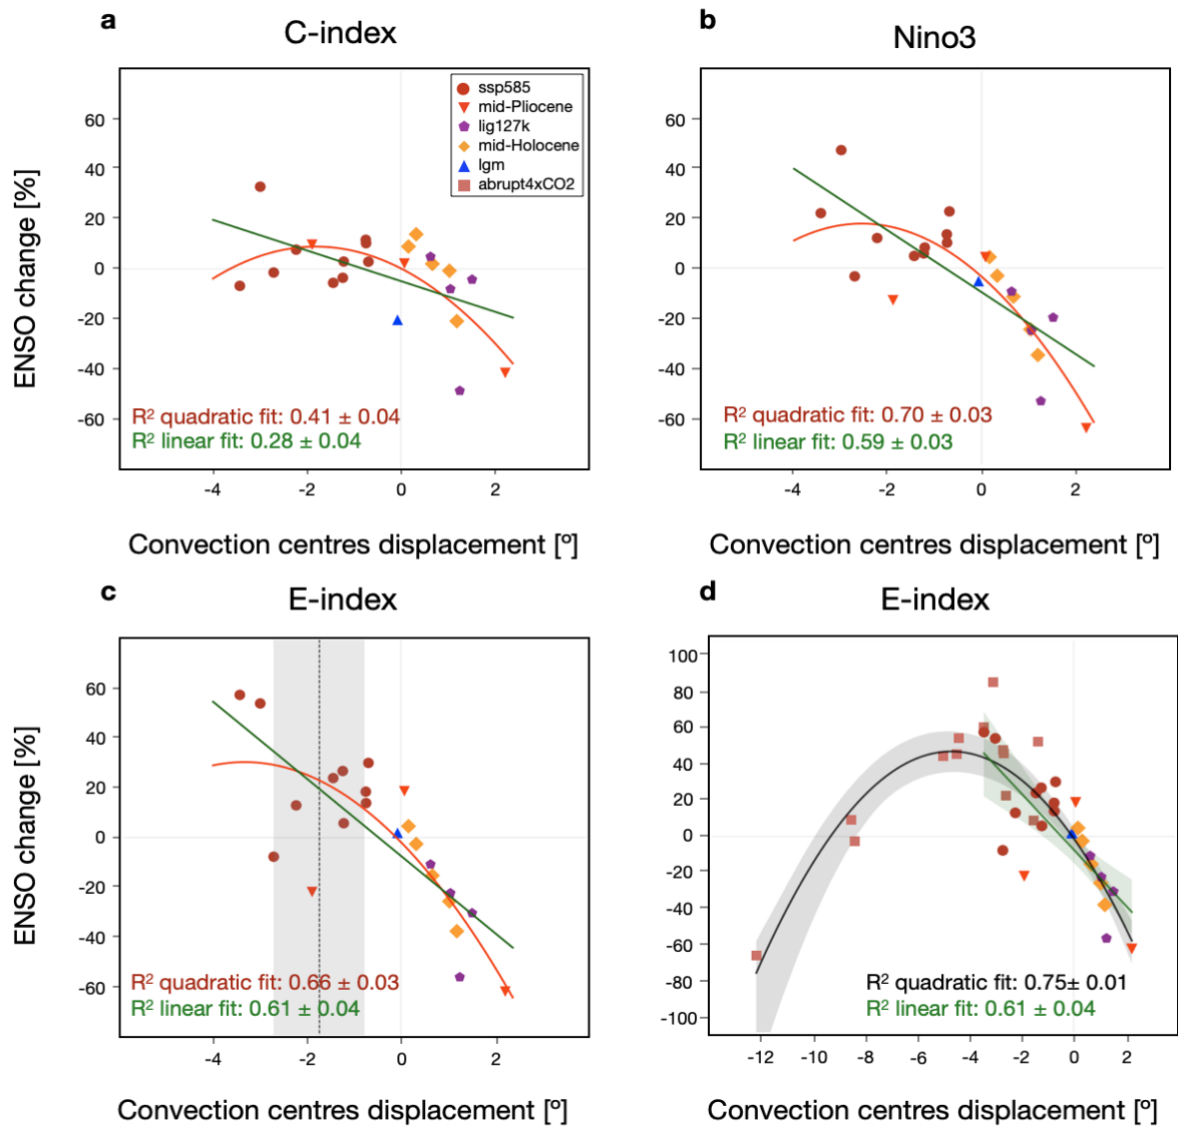 a
C-index
ENSO change [%]
60
40
20
0
-20
-40
-60
ssp585
mid-Pliocene
lig127k
mid-Holocene
lgm
abrupt4xCO2
R² quadratic fit: 0.41 ± 0.04
R² linear fit: 0.28 ± 0.04
-4 -2 0 2
Convection centres displacement [º]
b
Nino3
60
40
20
0
-20
-40
-60
R² quadratic fit: 0.70 ± 0.03
R² linear fit: 0.59 ± 0.03
-4 -2 0 2
Convection centres displacement [º]
c
E-index
ENSO change [%]
60
40
20
0
-20
-40
-60
R² quadratic fit: 0.66 ± 0.03
R² linear fit: 0.61 ± 0.04
-4 -2 0 2
Convection centres displacement [º]
d
E-index
100
80
60
40
20
0
-20
-40
-60
-80
-100
R² quadratic fit: 0.75± 0.01
R² linear fit: 0.61 ± 0.04
-12 -10 -8 -6 -4 -2 0 2
Convection centres displacement [º]